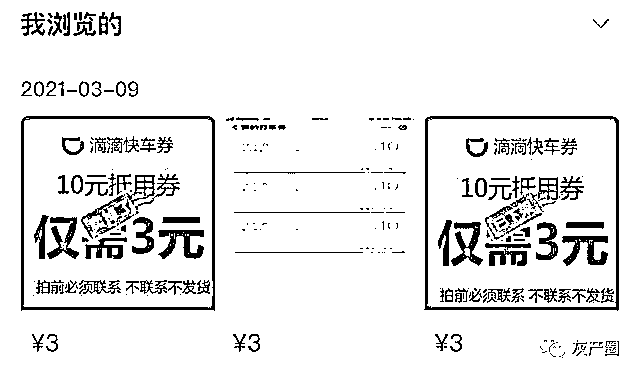 我浏览的
2021-03-09
滴滴快车券
10元抵用券
仅需3元
拍前必须联系 不联系不发货
10
10
10
滴滴快车券
10元抵用券
仅需3元
拍前必须联系 不联系不发货
¥3
¥3
¥3
灰产圈